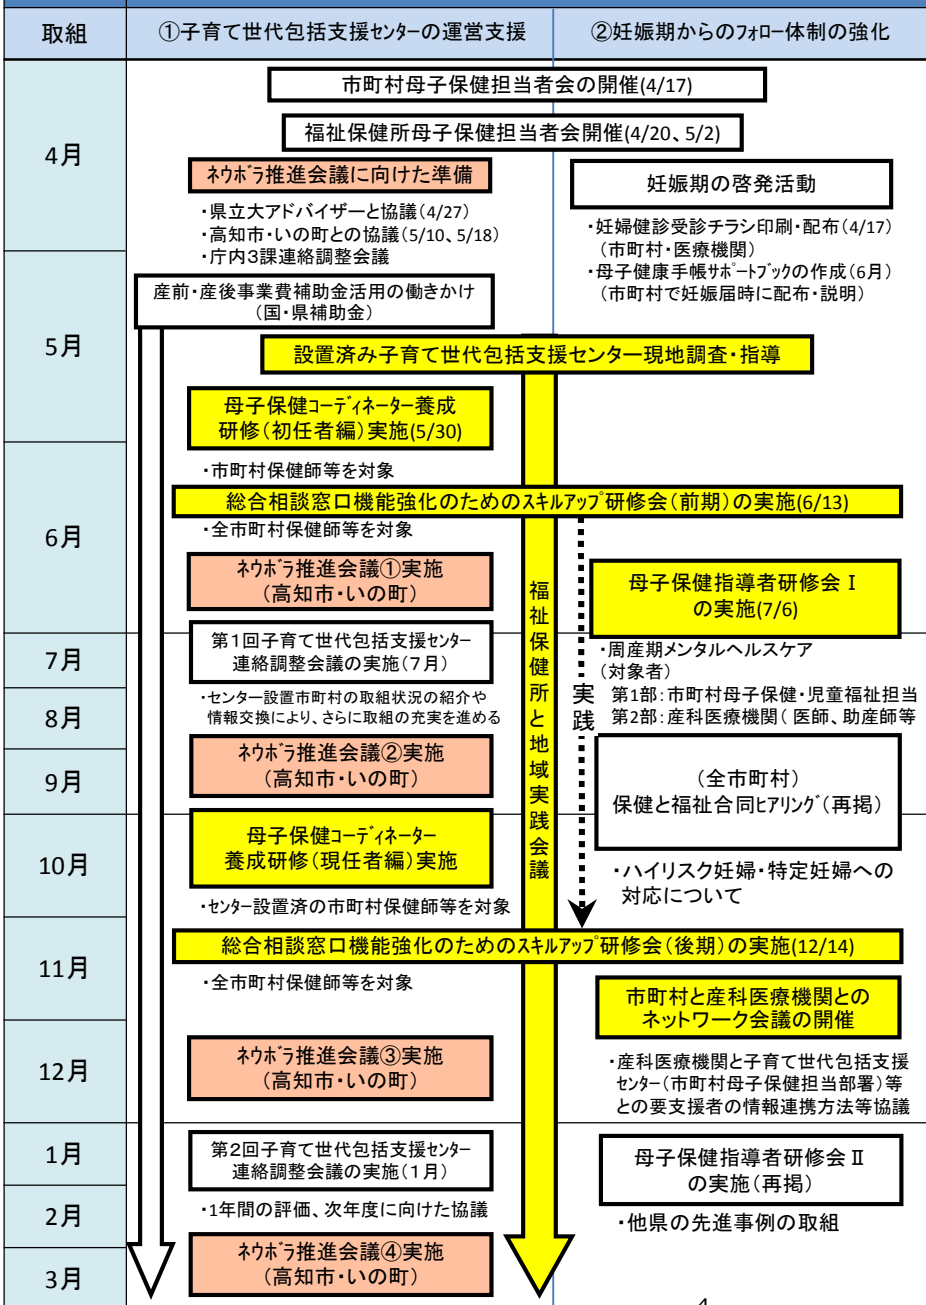 取組
①子育て世代包括支援センターの運営支援
②妊娠期からのフォロー体制の強化
4月
市町村母子保健担当者会の開催(4/17)
福祉保健所母子保健担当者会開催(4/20、5/2)
ネウボラ推進会議に向けた準備
・県立大アドバイザーと協議(4/27)
・高知市・いの町との協議(5/10、5/18)
・庁内3課連絡調整会議
妊娠期の啓発活動
・妊婦健診受診チラシ印刷・配布(4/17)
(市町村・医療機関)
・母子健康手帳サポートブックの作成(6月)
(市町村で妊娠届時に配布・説明)
5月
産前・産後事業費補助金活用の働きかけ
(国・県補助金)
設置済み子育て世代包括支援センター現地調査・指導
母子保健コーディネーター養成
研修(初任者編)実施(5/30)
・市町村保健師等を対象
6月
総合相談窓口機能強化のためのスキルアップ研修会(前期)の実施(6/13)
・全市町村保健師等を対象
ネウボラ推進会議①実施
(高知市・いの町)
福祉保健所と地域実践会議
実践
母子保健指導者研修会Ⅰ
の実施(7/6)
・周産期メンタルヘルスケア
(対象者)
第1部:市町村母子保健・児童福祉担当
第2部:産科医療機関(医師、助産師等
7月
第1回子育て世代包括支援センター
連絡調整会議の実施(7月)
・センター設置市町村の取組状況の紹介や
情報交換により、さらに取組の充実を進める
8月
9月
ネウボラ推進会議②実施
(高知市・いの町)
(全市町村)
保健と福祉合同ヒアリング(再掲)
・ハイリスク妊婦・特定妊婦への
対応について
10月
母子保健コーディネーター
養成研修(現任者編)実施
・センター設置済の市町村保健師等を対象
11月
総合相談窓口機能強化のためのスキルアップ研修会(後期)の実施(12/14)
・全市町村保健師等を対象
市町村と産科医療機関との
ネットワーク会議の開催
・産科医療機関と子育て世代包括支援
センター(市町村母子保健担当部署)等
との要支援者の情報連携方法等協議
12月
ネウボラ推進会議③実施
(高知市・いの町)
1月
第2回子育て世代包括支援センター
連絡調整会議の実施(1月)
・1年間の評価、次年度に向けた協議
母子保健指導者研修会Ⅱ
の実施(再掲)
・他県の先進事例の取組
2月
3月
ネウボラ推進会議④実施
(高知市・いの町)